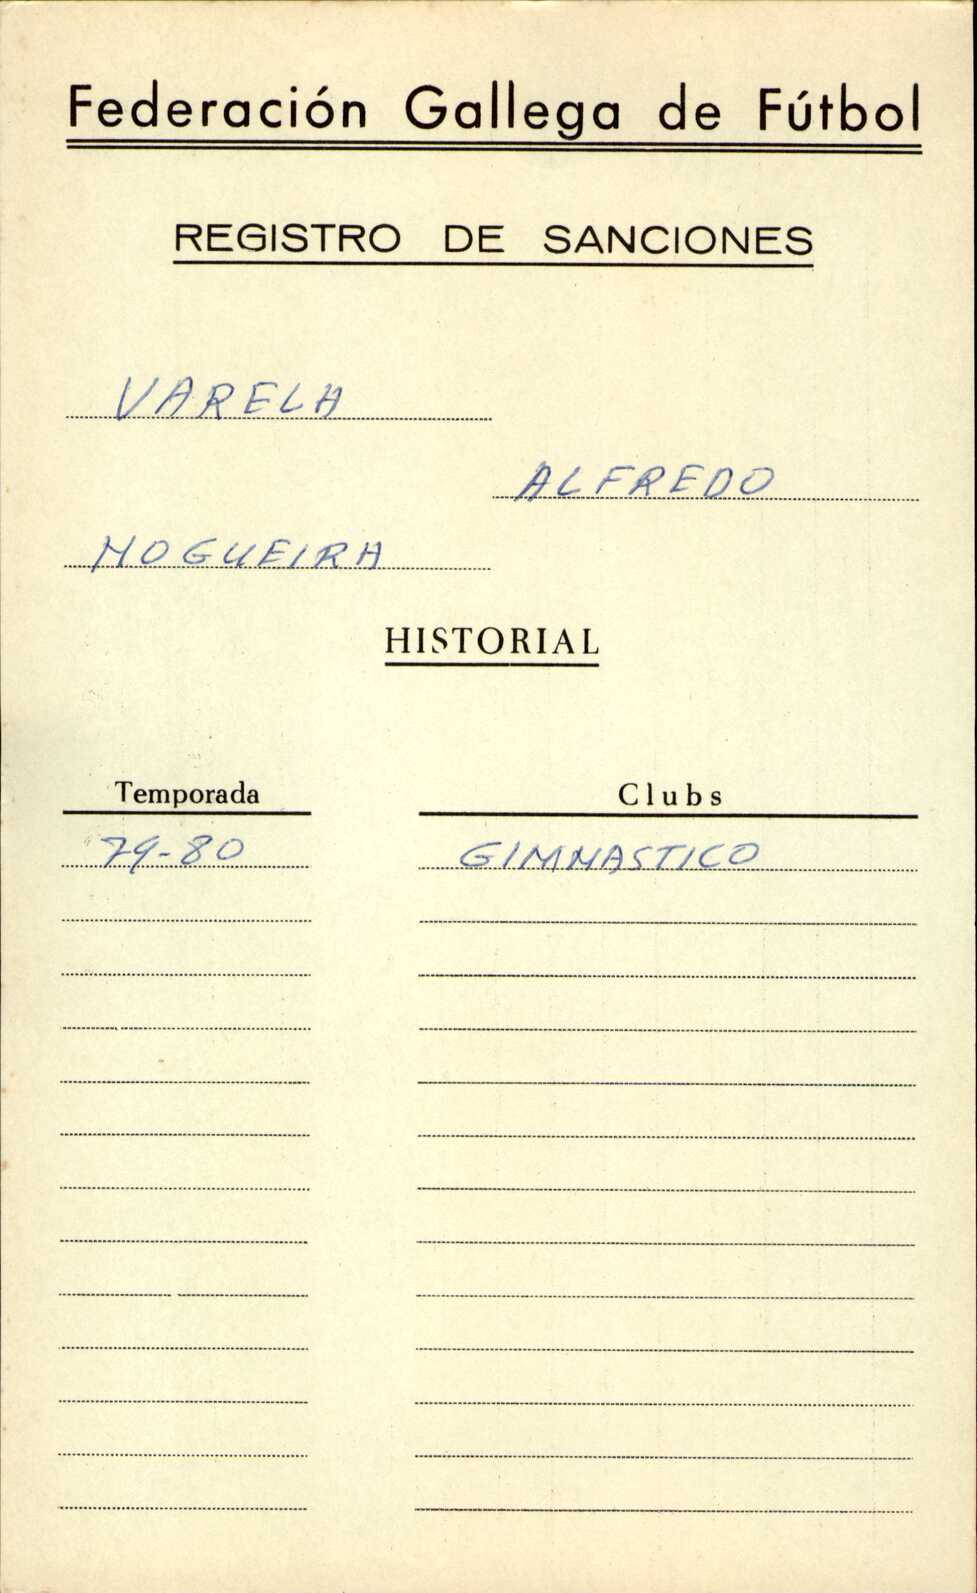 Federación Gallega de Fútbol
REGISTRO DE SANCIONES
VARELA
ALFREDO
NOGUEIRA
HISTORIAL
Temporada Clubs
79-80 GIMNASTICO